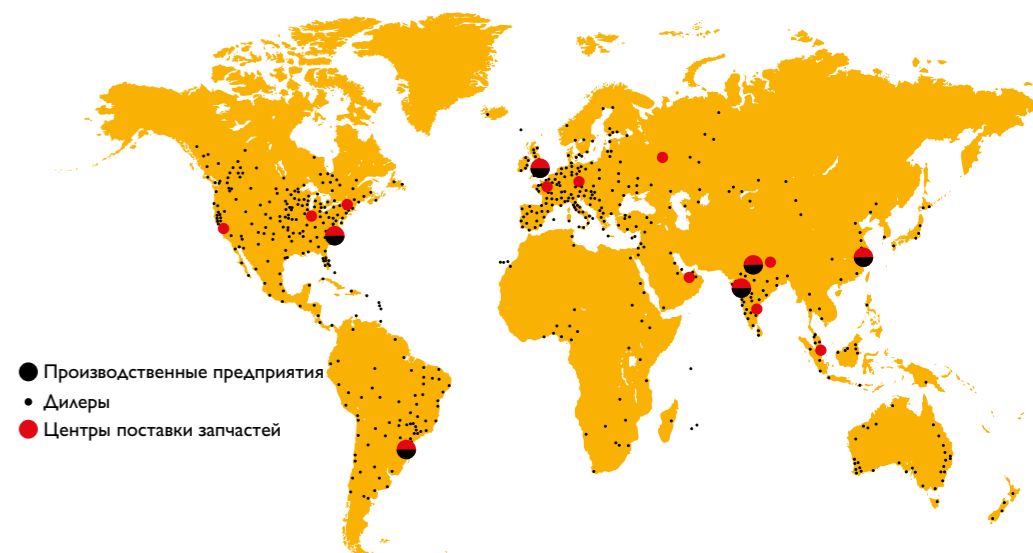 Производственные предприятия
Дилеры
Центры поставки запчастей